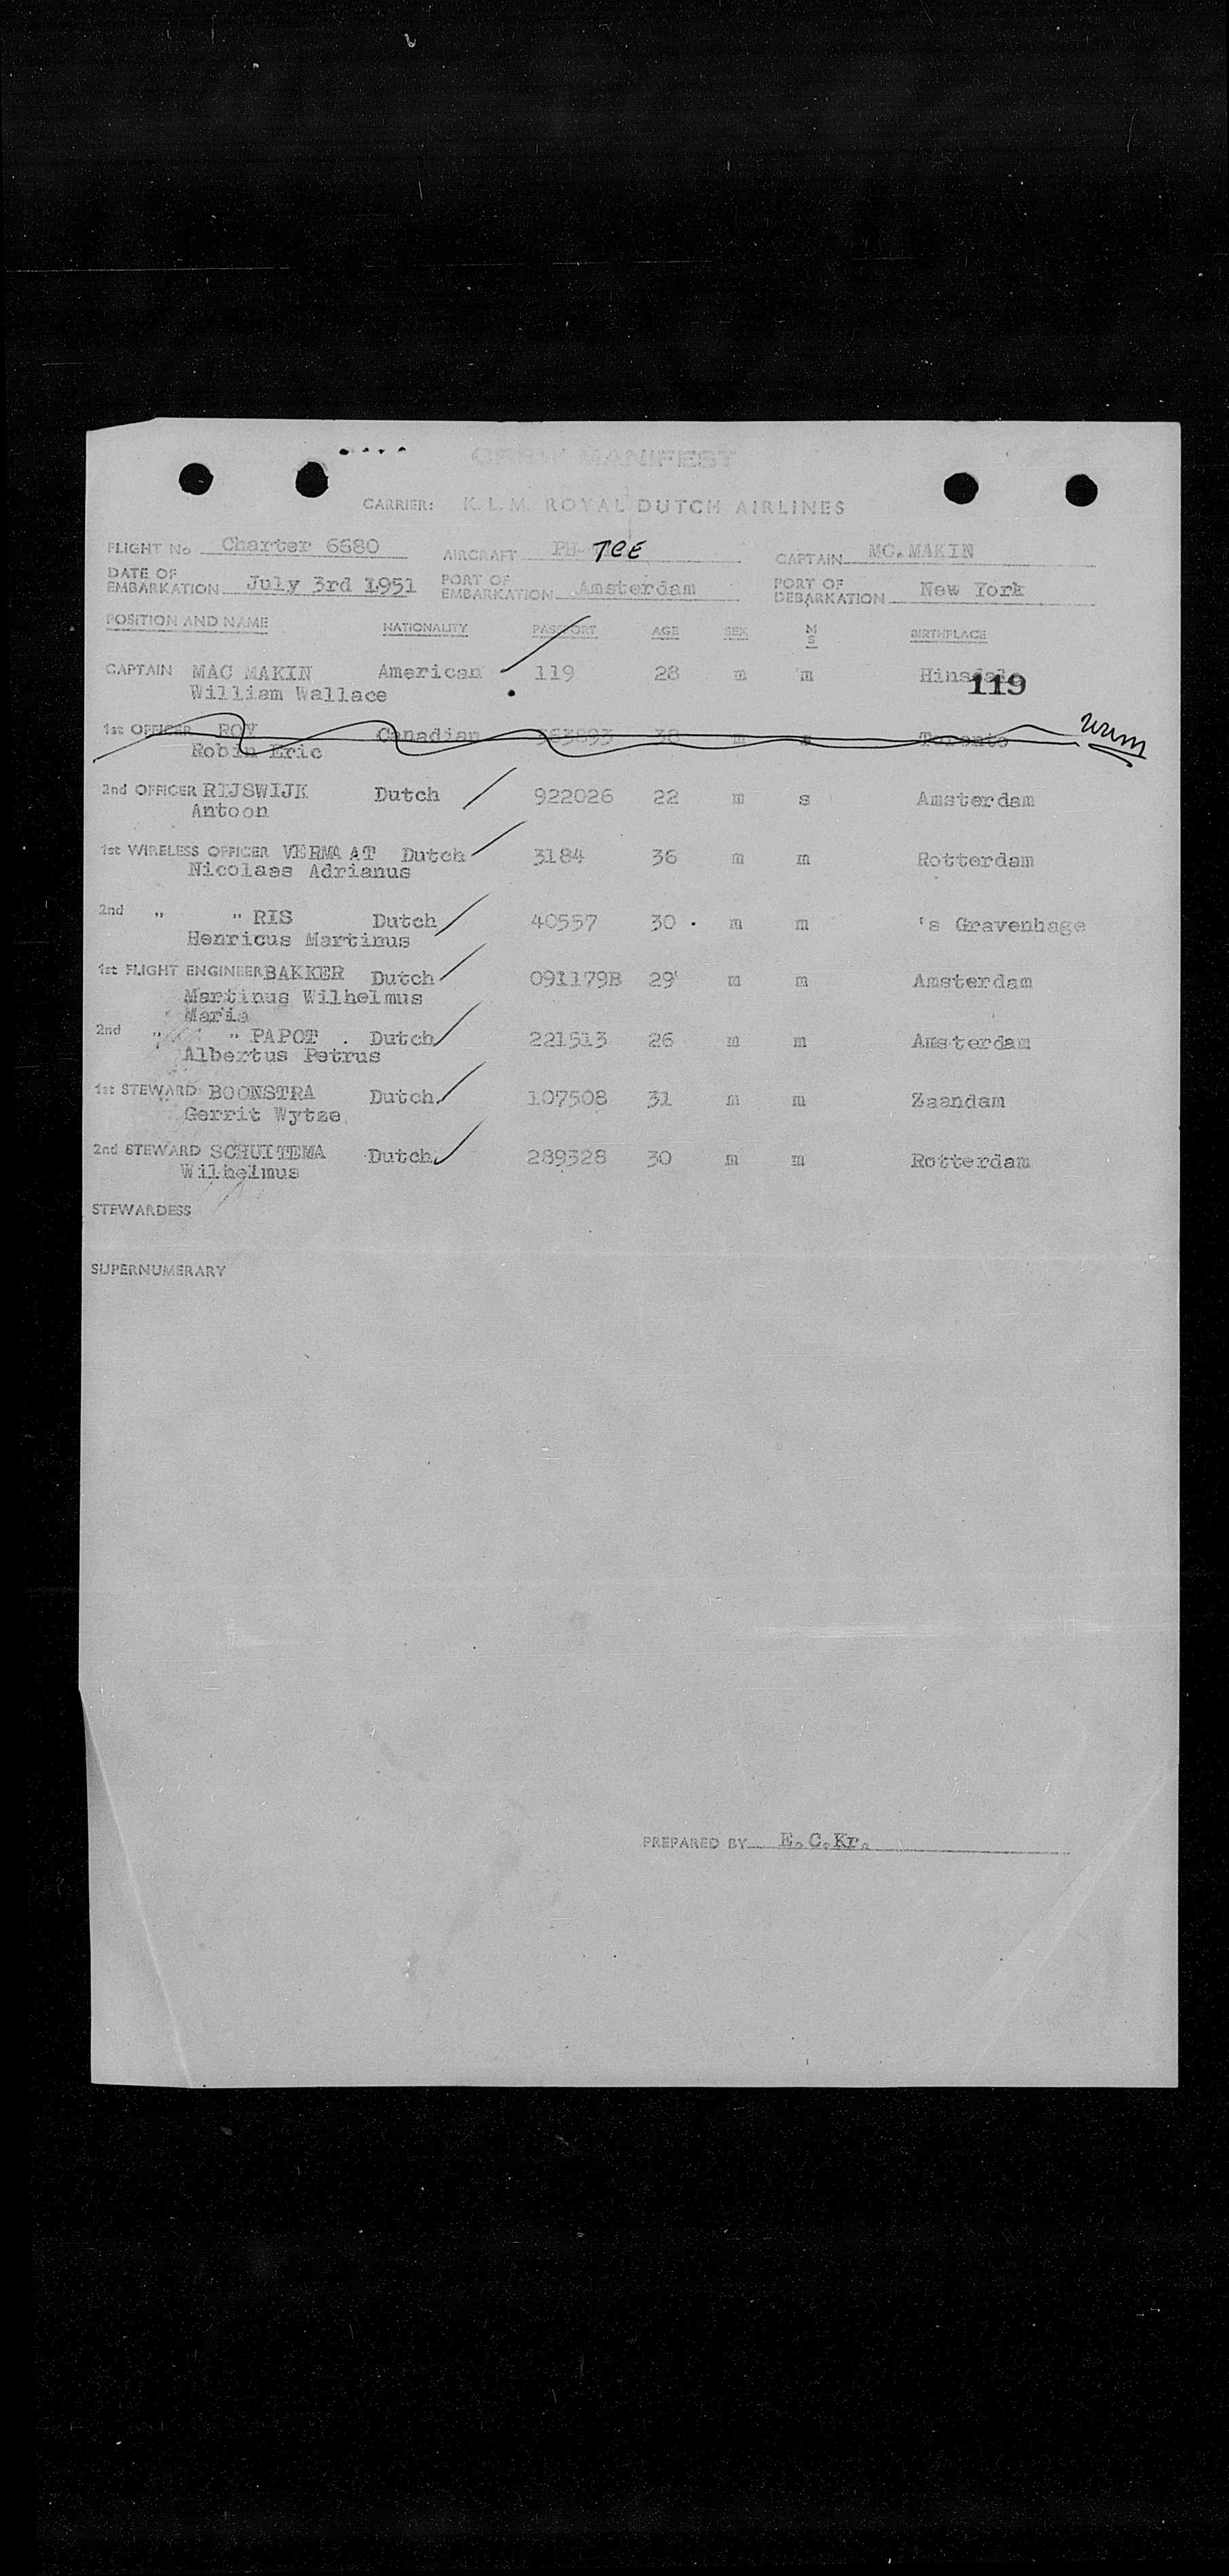 CREW MANIFEST
CARRIER: K. L. M. ROYAL DUTCH AIRLINES
FLIGHT No Charter 6680 AIRCRAFT PH- TCE CAPTAIN MC.MAKIN
DATE OF EMBARKATION July 3rd 1951 PORT OF EMBARKATION Amsterdam PORT OF DEBARKATION New York
POSITION AND NAME NATIONALITY PASSPORT AGE SEX M S BIRTHPLACE
CAPTAIN MAC MAKIN American 119 28 m m Hinsdale
William Wallace 119
1st OFFICER ROY Canadian 363893 38 m s Toronto
Robin Eric
2nd OFFICER RIJSWIJK Dutch 922026 22 m s Amsterdam
Antoon
1st WIRELESS OFFICER VERMAAT Dutch 3184 36 m m Rotterdam
Nicolaas Adrianus
2nd " " RIS Dutch 40557 30 m m 's Gravenhage
Henricus Martinus
1st FLIGHT ENGINEER BAKKER Dutch 091179B 29 m m Amsterdam
Martinus Wilhelmus
Maria
2nd " " PAPOT . Dutch 221513 26 m m Amsterdam
Albertus Petrus
1st STEWARD BOONSTRA Dutch 107508 31 m m Zaandam
Gerrit Wytze
2nd STEWARD SCHUITEMA Dutch 289328 30 m m Rotterdam
Wilhelmus
STEWARDESS
SUPERNUMERARY
PREPARED BY E.C.Kr.